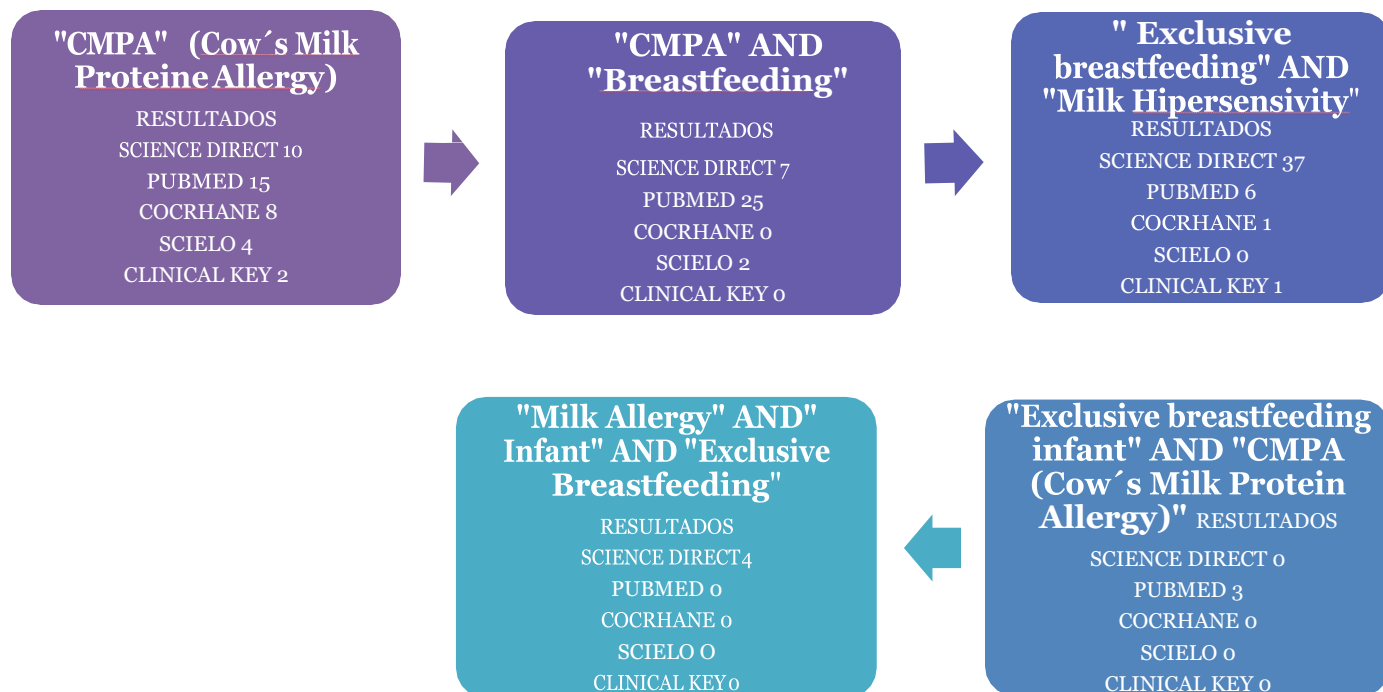 "CMPA" (Cow´s Milk
Proteine Allergy)
RESULTADOS
SCIENCE DIRECT 10
PUBMED 15
COCRHANE 8
SCIELO 4
CLINICAL KEY 2
"CMPA" AND
"Breastfeeding"
RESULTADOS
SCIENCE DIRECT 7
PUBMED 25
COCRHANE 0
SCIELO 2
CLINICAL KEY 0
" Exclusive
breastfeeding" AND
"Milk Hipersensivity"
RESULTADOS
SCIENCE DIRECT 37
PUBMED 6
COCRHANE 1
SCIELO 0
CLINICAL KEY 1
"Exclusive breastfeeding
infant" AND "CMPA
(Cow´s Milk Protein
Allergy)" RESULTADOS
SCIENCE DIRECT 0
PUBMED 3
COCRHANE 0
SCIELO 0
CLINICAL KEY 0
"Milk Allergy" AND"
Infant" AND "Exclusive
Breastfeeding"
RESULTADOS
SCIENCE DIRECT 4
PUBMED 0
COCRHANE 0
SCIELO O
CLINICAL KEY 0